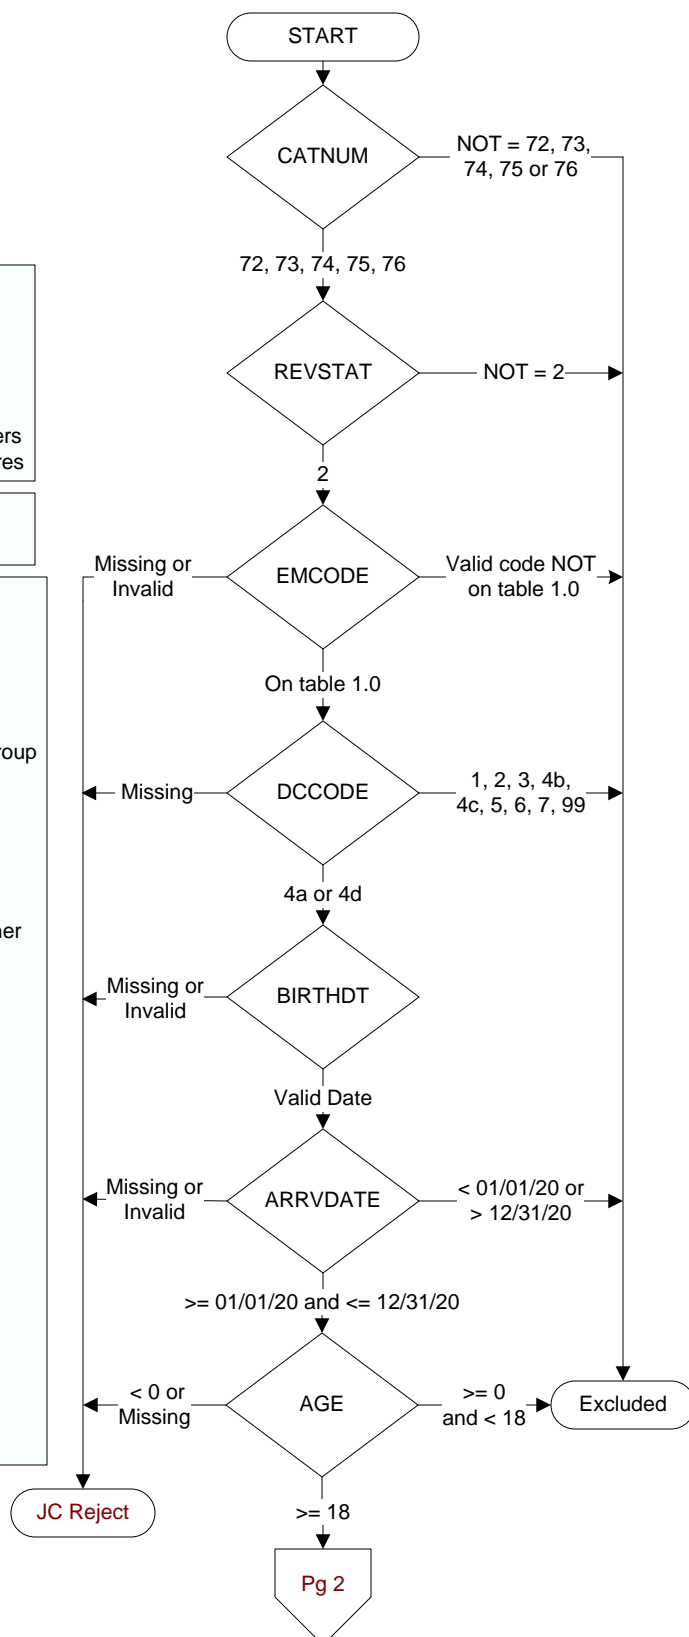 START
CATNUM
NOT = 72, 73,
74, 75 or 76
72, 73, 74, 75, 76
REVSTAT
NOT = 2
2
Missing or
Invalid
EMCODE
Valid code NOT
on table 1.0
On table 1.0
Missing
DCCODE
1, 2, 3, 4b,
4c, 5, 6, 7, 99
4a or 4d
Missing or
Invalid
BIRTHDT
Valid Date
Missing or
Invalid
ARRVDATE
< 01/01/20 or
> 12/31/20
>= 01/01/20 and <= 12/31/20
< 0 or
Missing
AGE
>= 0
and < 18
Excluded
JC Reject
>= 18
Pg 2